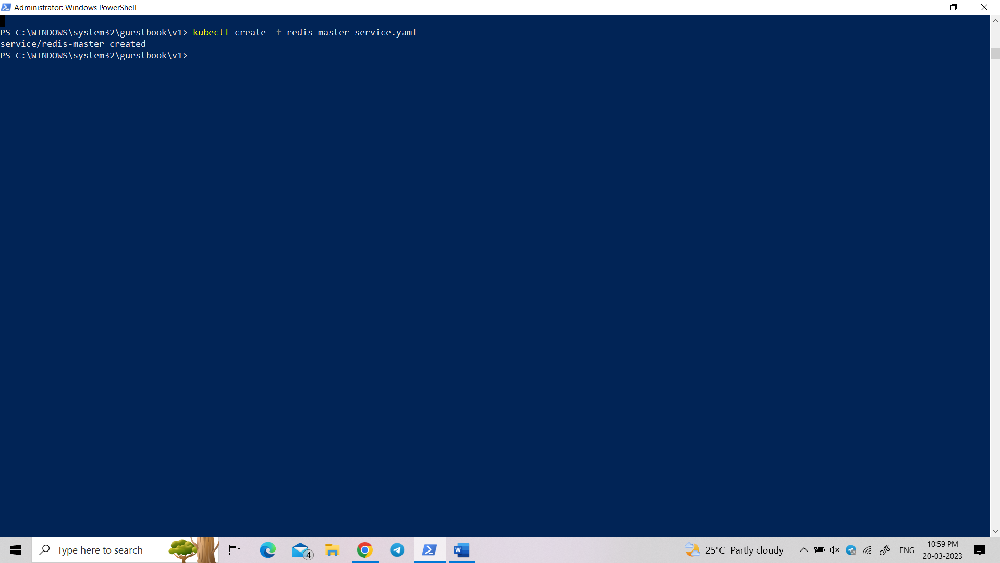 Administrator: Windows PowerShell
PS C:\WINDOWS\system32\guestbook\v1> kubectl create -f redis-master-service.yaml
service/redis-master created
PS C:\WINDOWS\system32\guestbook\v1>
Type here to search
4
25°C Partly cloudy
ENG
10:59 PM
20-03-2023